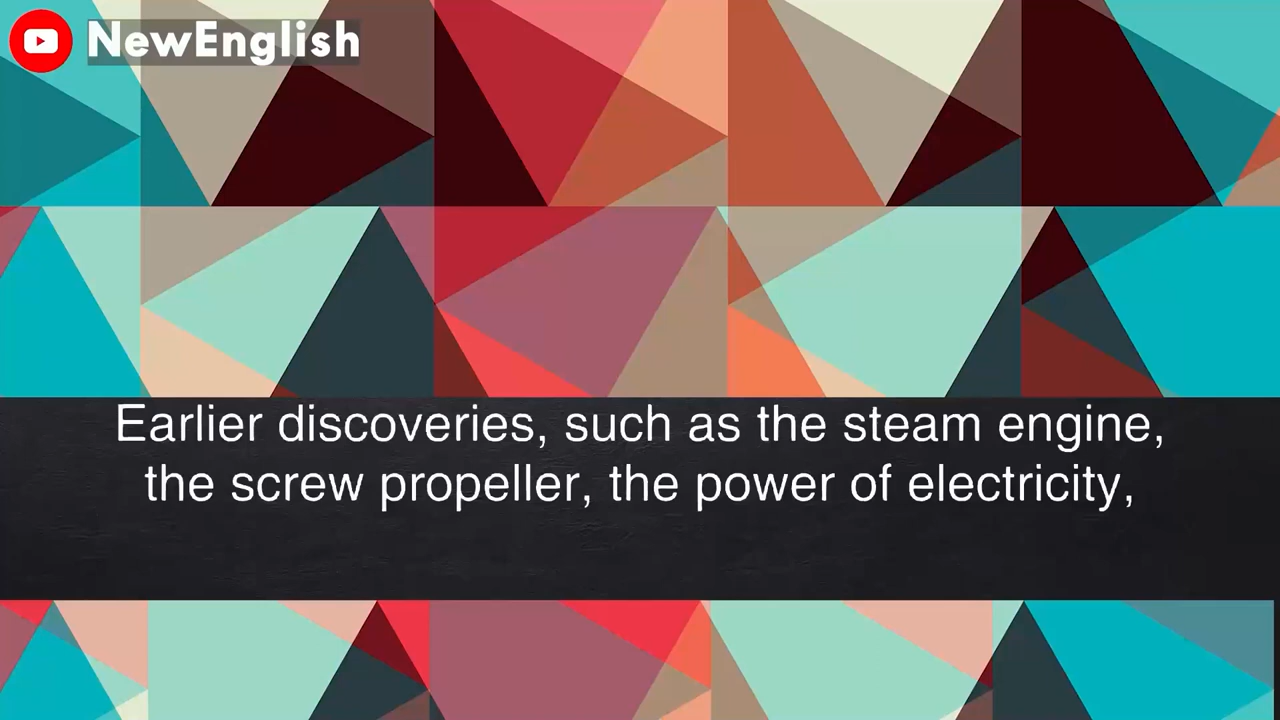 NewEnglish
Earlier discoveries, such as the steam engine,
the screw propeller, the power of electricity,